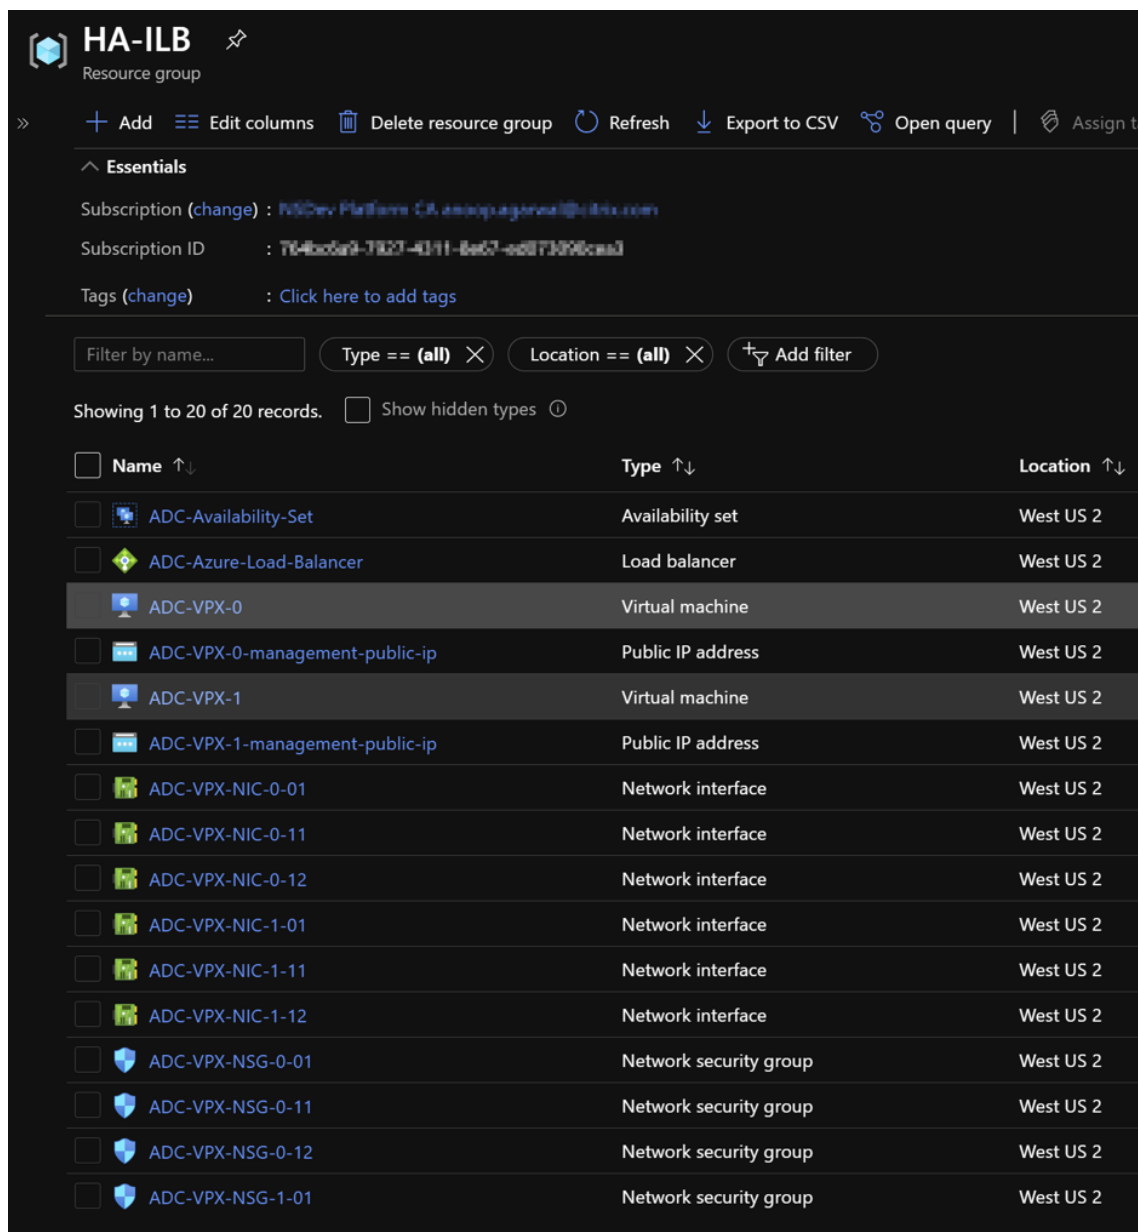 HA-ILB
Resource group
Add Edit columns Delete resource group Refresh Export to CSV Open query Assign t
Essentials
Subscription (change) :
Subscription ID :
Tags (change) : Click here to add tags
Filter by name... Type == (all) Location == (all) Add filter
Showing 1 to 20 of 20 records. Show hidden types
Name Type Location
ADC-Availability-Set Availability set West US 2
ADC-Azure-Load-Balancer Load balancer West US 2
ADC-VPX-0 Virtual machine West US 2
ADC-VPX-0-management-public-ip Public IP address West US 2
ADC-VPX-1 Virtual machine West US 2
ADC-VPX-1-management-public-ip Public IP address West US 2
ADC-VPX-NIC-0-01 Network interface West US 2
ADC-VPX-NIC-0-11 Network interface West US 2
ADC-VPX-NIC-0-12 Network interface West US 2
ADC-VPX-NIC-1-01 Network interface West US 2
ADC-VPX-NIC-1-11 Network interface West US 2
ADC-VPX-NIC-1-12 Network interface West US 2
ADC-VPX-NSG-0-01 Network security group West US 2
ADC-VPX-NSG-0-11 Network security group West US 2
ADC-VPX-NSG-0-12 Network security group West US 2
ADC-VPX-NSG-1-01 Network security group West US 2